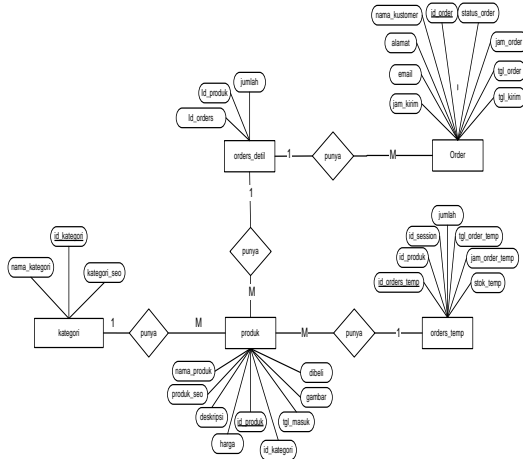 nama_kustomer
id_order
status_order
alamat
jam_order
email
tgl_order
jam_kirim
tgl_kirim
jumlah
Id_produk
Id_orders
orders_detil
1
punya
M
Order
1
punya
M
id_kategori
nama_kategori
kategori_seo
jumlah
id_session
tgl_order_temp
id_produk
jam_order_temp
id_orders_temp
stok_temp
kategori
1
punya
M
produk
M
punya
1
orders_temp
nama_produk
dibeli
produk_seo
gambar
deskripsi
id_produk
tgl_masuk
harga
id_kategori